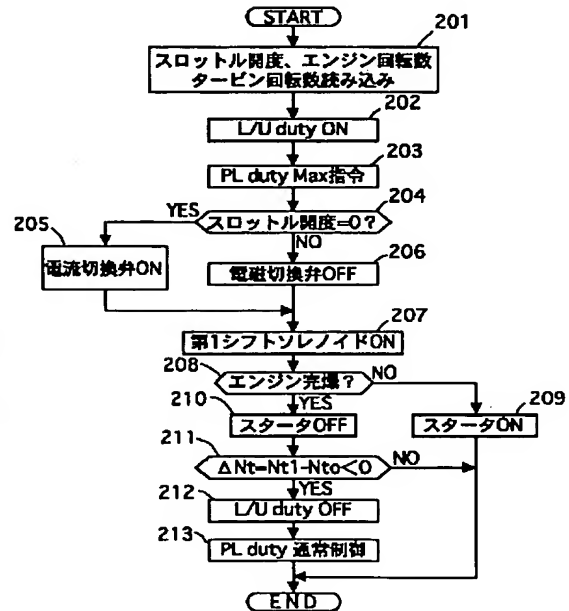 START
201
スロットル開度、エンジン回転数
タービン回転数読み込み
202
L/U duty ON
203
PL duty Max指令
204
YES
スロットル開度=0?
205
NO
206
電流切換弁ON
電磁切換弁OFF
207
第1シフトソレノイドON
208
エンジン完爆?
NO
210
YES
209
スタータOFF
スタータON
211
ΔNt=Nt1-Nto<0
NO
YES
212
L/U duty OFF
213
PL duty 通常制御
END